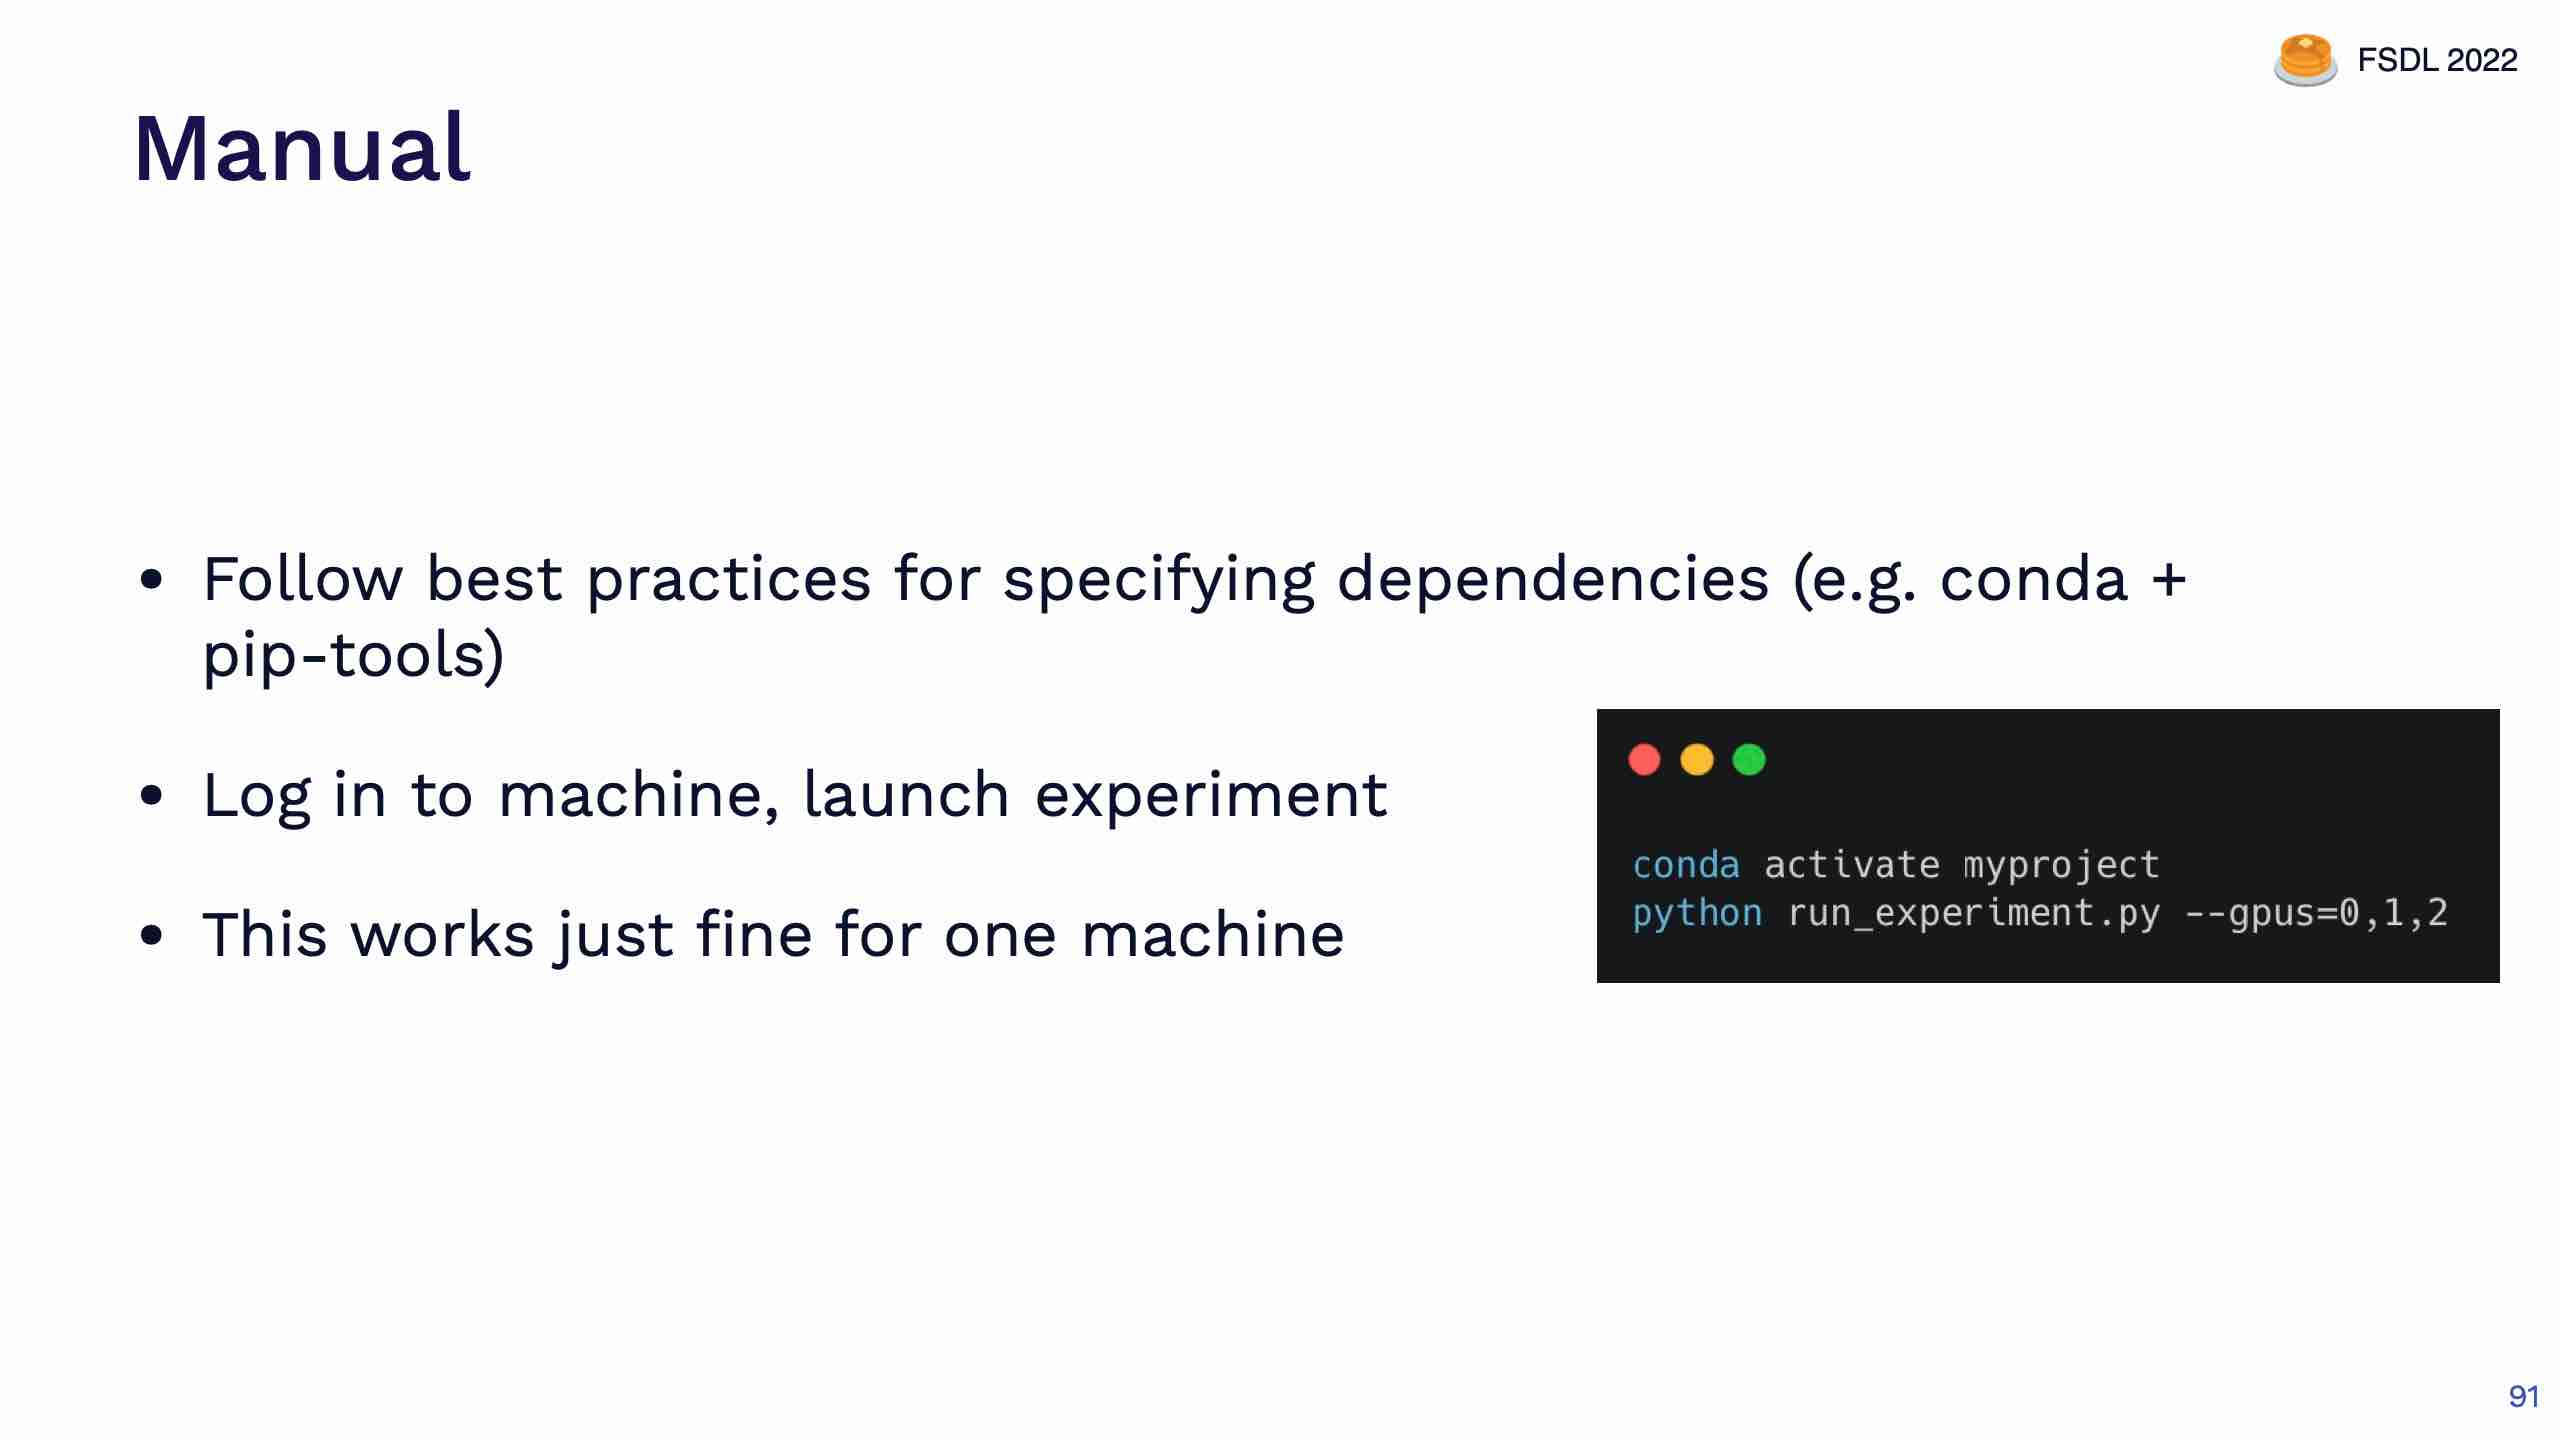 FSDL 2022
Manual
• Follow best practices for specifying dependencies (e.g. conda +
pip-tools)
• Log in to machine, launch experiment
• This works just fine for one machine
conda activate myproject
python run_experiment.py --gpus=0,1,2
91